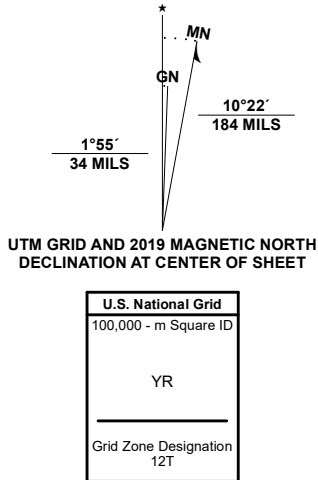 ★
MN
GN
1°55´
34 MILS
10°22´
184 MILS
UTM GRID AND 2019 MAGNETIC NORTH
DECLINATION AT CENTER OF SHEET
U.S. National Grid
100,000 - m Square ID
YR
Grid Zone Designation
12T